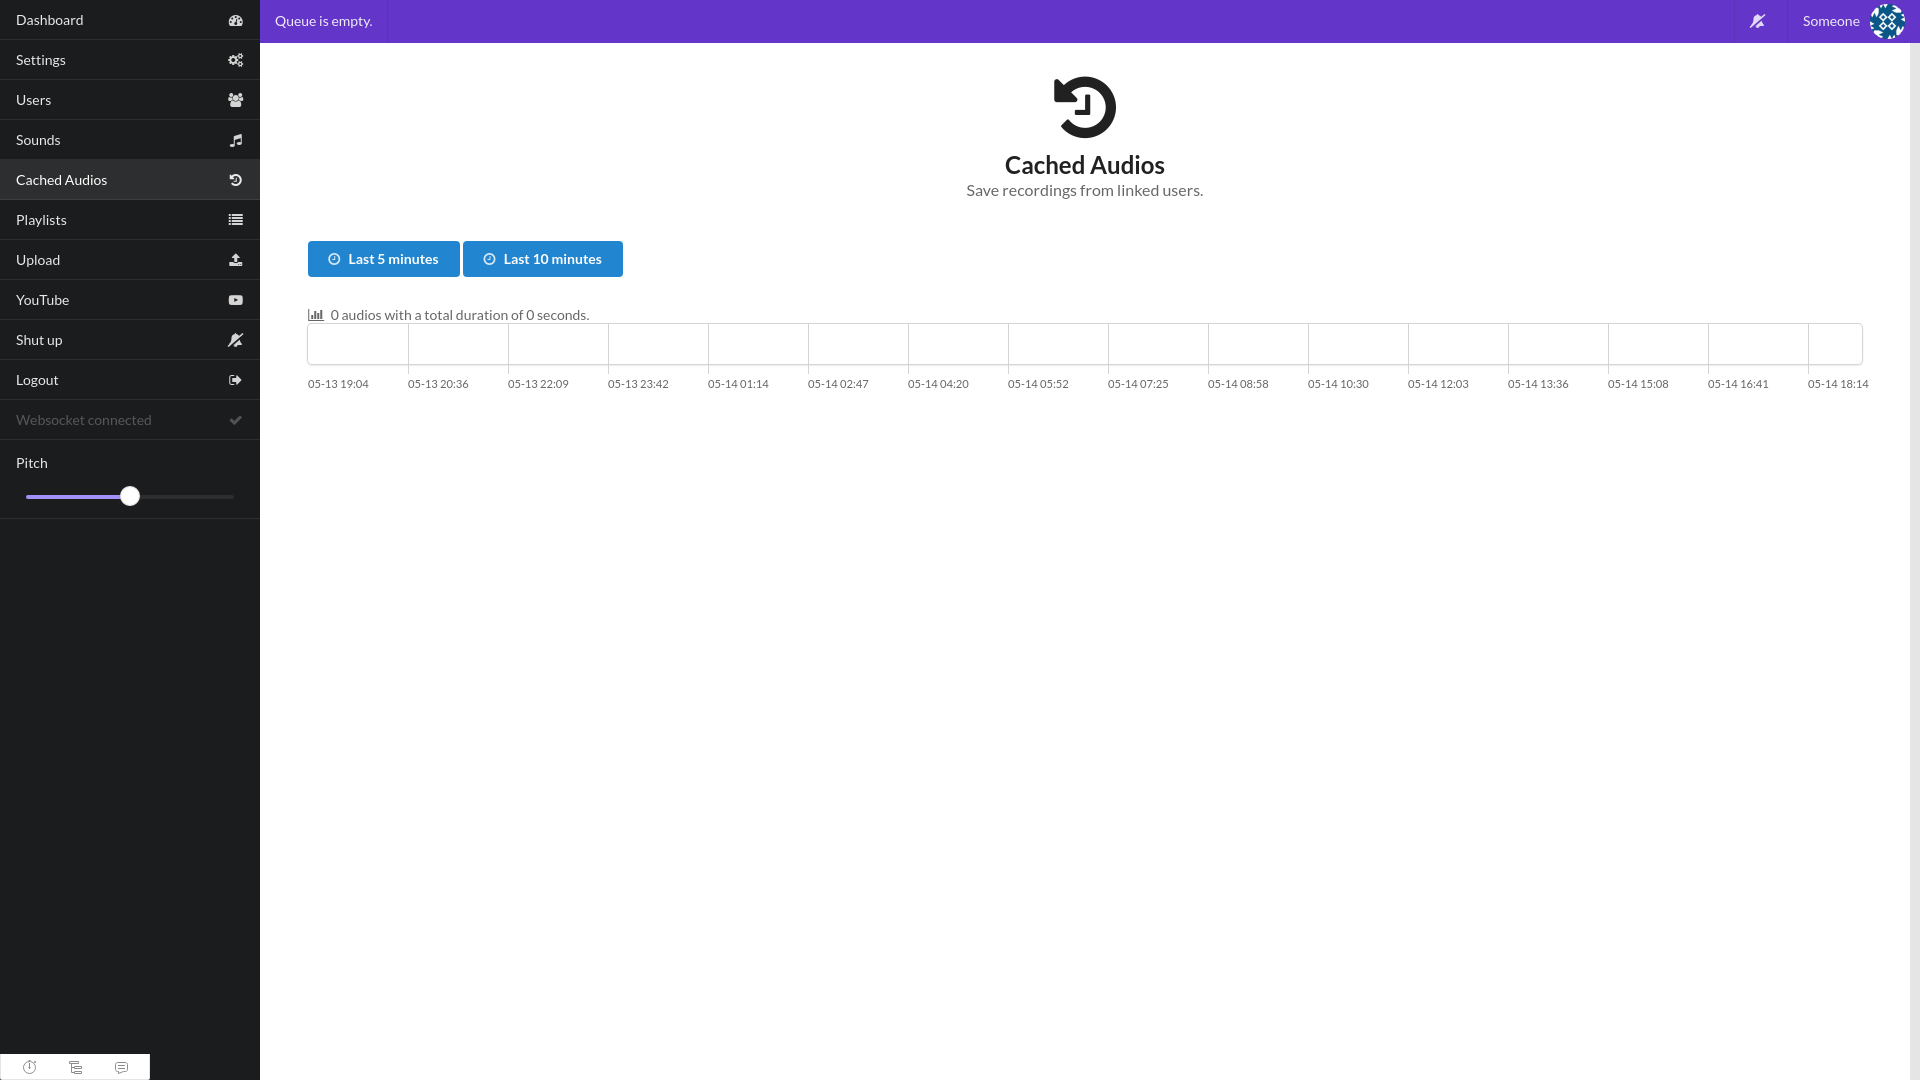 Dashboard
Settings
Users
Sounds
Cached Audios
Playlists
Upload
YouTube
Shut up
Logout
Websocket connected
Pitch
Queue is empty.
Someone
Cached Audios
Save recordings from linked users.
Last 5 minutes
Last 10 minutes
0 audios with a total duration of 0 seconds.
05-13 19:04 05-13 20:36 05-13 22:09 05-13 23:42 05-14 01:14 05-14 02:47 05-14 04:20 05-14 05:52 05-14 07:25 05-14 08:58 05-14 10:30 05-14 12:03 05-14 13:36 05-14 15:08 05-14 16:41 05-14 18:14